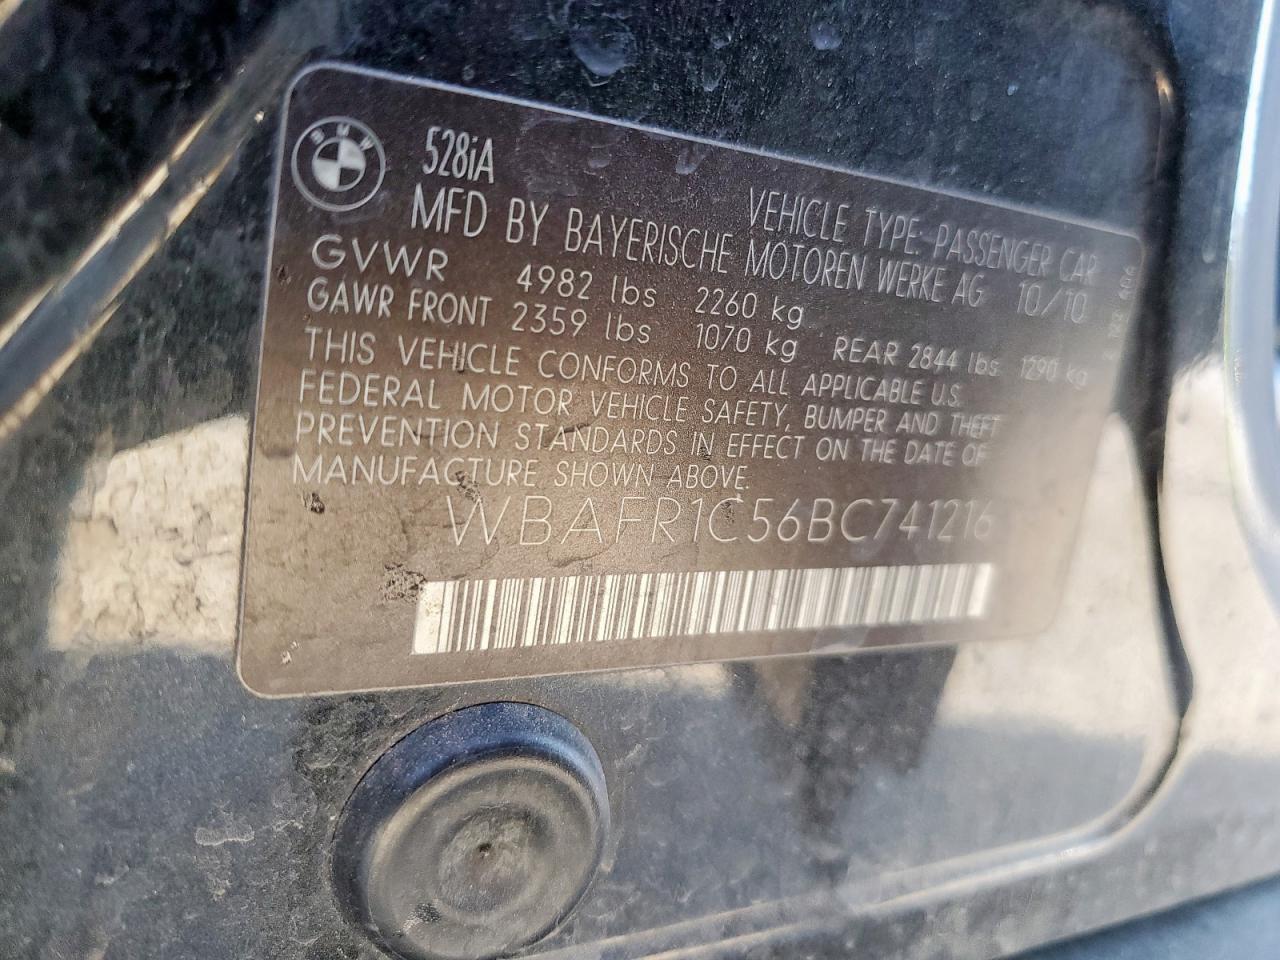 BMW
528iA
VEHICLE TYPE: PASSENGER CAR
MFD BY BAYERISCHE MOTOREN WERKE AG 10/10
GVWR 4982 lbs 2260 kg
GAWR FRONT 2359 lbs 1070 kg REAR 2844 lbs 1290 kg
THIS VEHICLE CONFORMS TO ALL APPLICABLE U.S.
FEDERAL MOTOR VEHICLE SAFETY, BUMPER AND THEFT
PREVENTION STANDARDS IN EFFECT ON THE DATE OF
MANUFACTURE SHOWN ABOVE.
WBAFR1C56BC741216